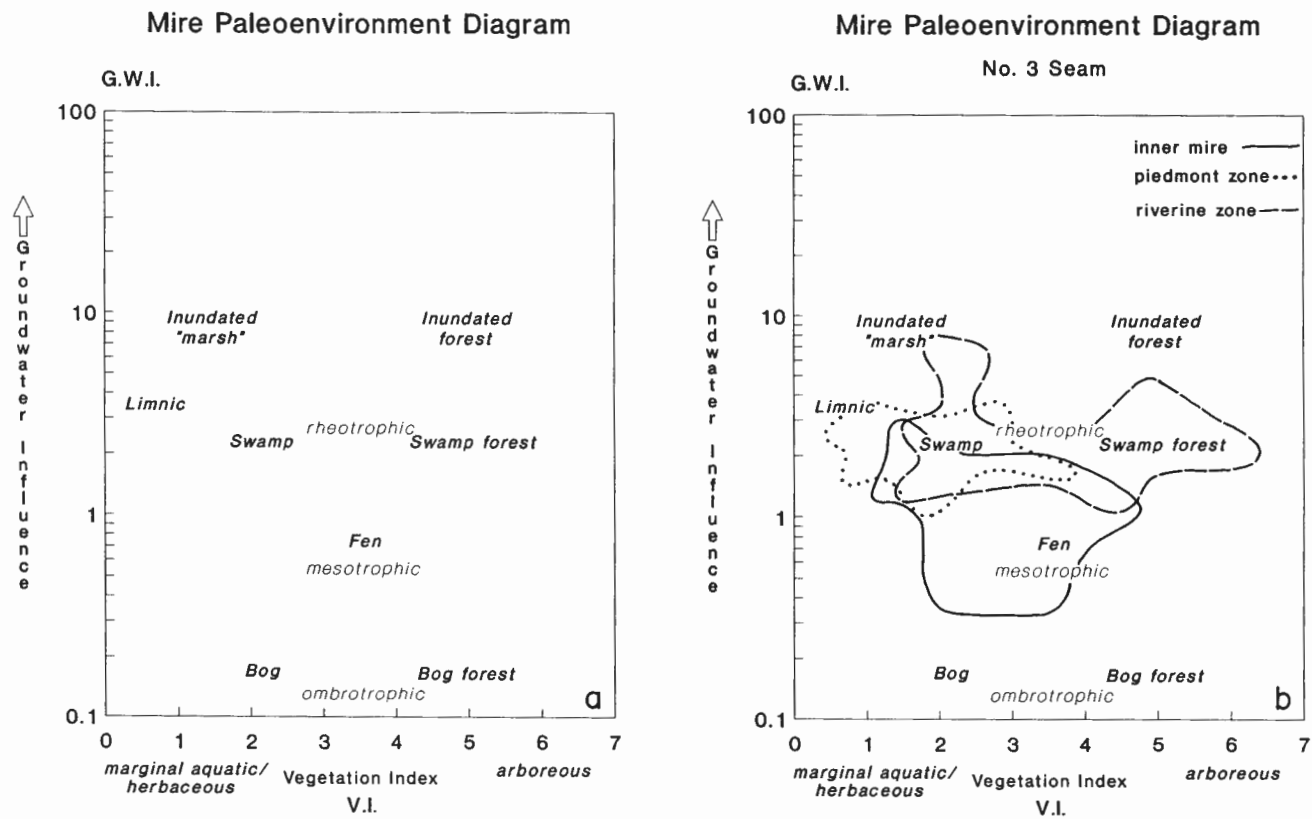 Mire Paleoenvironment Diagram
G.W.I.
100
10
1
0.1
Groundwater Influence
Inundated
"marsh"
Inundated
forest
Limnic
rheotrophic
Swamp
Swamp forest
Fen
mesotrophic
Bog
Bog forest
ombrotrophic
a
0 1 2 3 4 5 6 7
marginal aquatic/
herbaceous
Vegetation Index
arboreous
V.I.
Mire Paleoenvironment Diagram
No. 3 Seam
G.W.I.
100
10
1
0.1
Groundwater Influence
inner mire
piedmont zone
riverine zone
Inundated
"marsh"
Inundated
forest
Limnic
rheotrophic
Swamp
Swamp forest
Fen
mesotrophic
Bog
Bog forest
ombrotrophic
b
0 1 2 3 4 5 6 7
marginal aquatic/
herbaceous
Vegetation Index
arboreous
V.I.